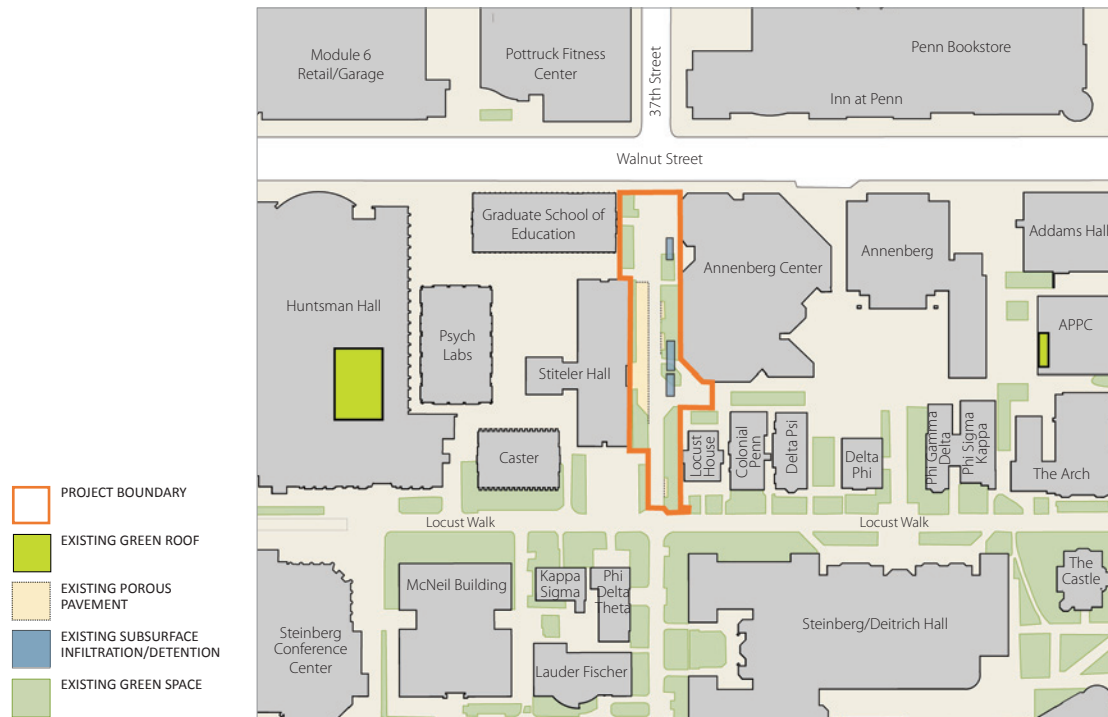 Module 6
Retail/Garage
Pottruck Fitness
Center
37th Street
Penn Bookstore
Inn at Penn
Walnut Street
Graduate School of
Education
Annenberg Center
Annenberg
Addams Hall
Huntsman Hall
Psych
Labs
Stiteler Hall
APPC
Caster
Locust
House
Colonial
Penn
Delta Psi
Delta
Phi
Phi Gamma
Delta
Phi Sigma
Kappa
The Arch
Locust Walk
Locust Walk
McNeil Building
Kappa
Sigma
Phi
Delta
Theta
Steinberg
Conference
Center
Lauder Fischer
Steinberg/Deitrich Hall
The
Castle
PROJECT BOUNDARY
EXISTING GREEN ROOF
EXISTING POROUS
PAVEMENT
EXISTING SUBSURFACE
INFILTRATION/DETENTION
EXISTING GREEN SPACE